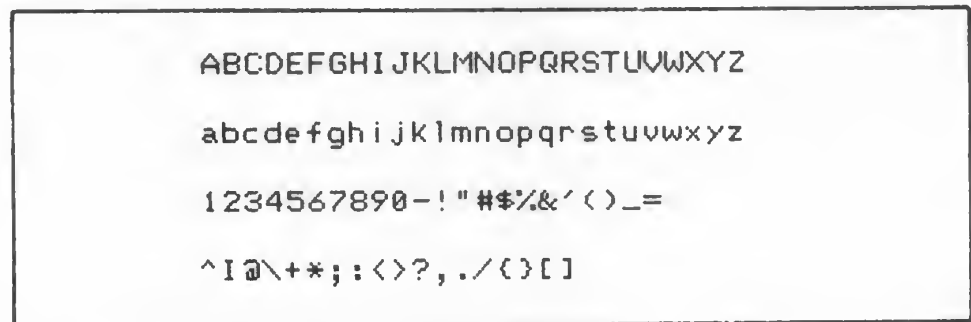 ABCDEFGHIJKLMNOPQRSTUVWXYZ
abcdefghijklmnopqrstuvwxyz
1234567890-!"#$%&'()_=
^I@\+*;:<>?,./{}[]